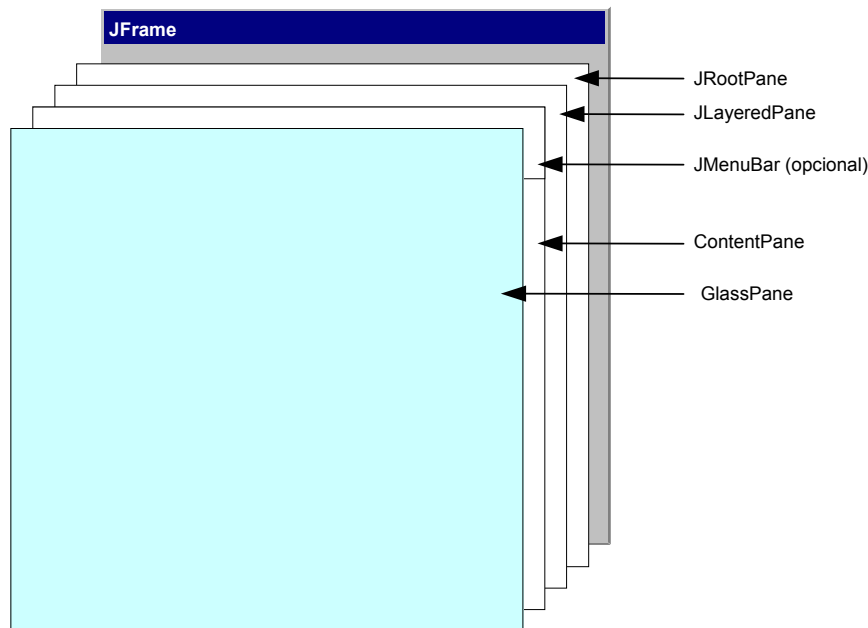 JFrame
JRootPane
JLayeredPane
JMenuBar (opcional)
ContentPane
GlassPane